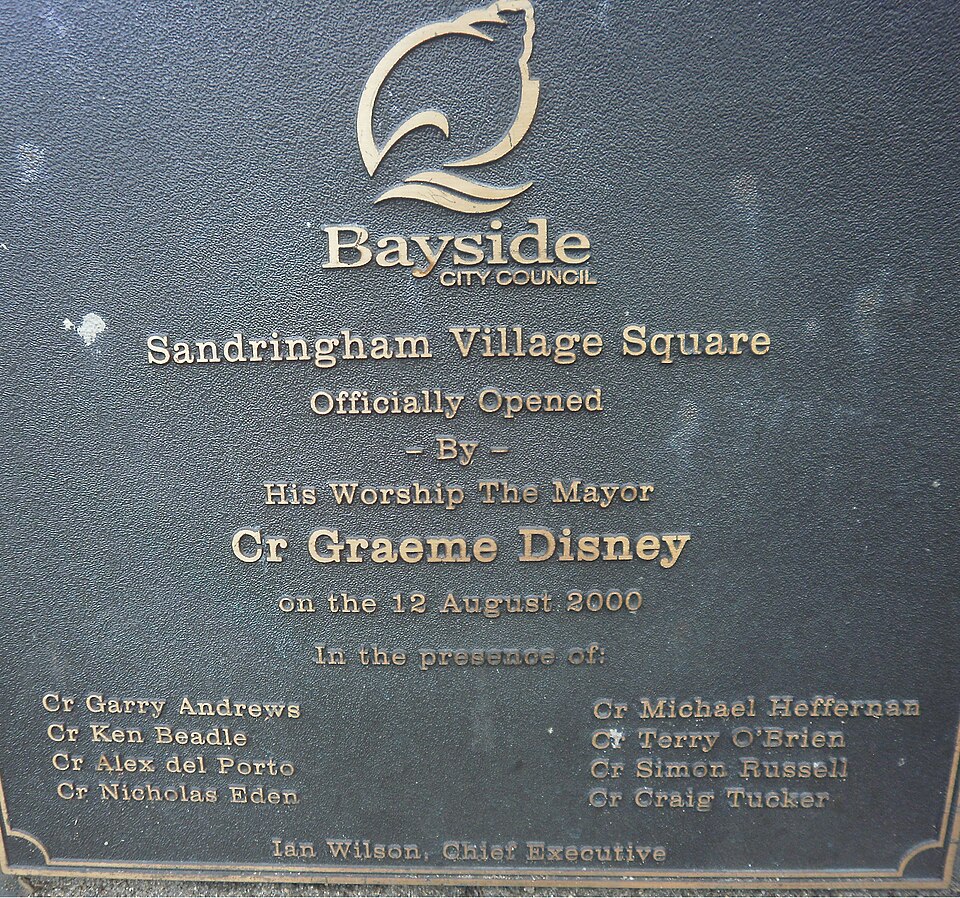 Bayside
CITY COUNCIL
Sandringham Village Square
Officially Opened
– By –
His Worship The Mayor
Cr Graeme Disney
on the 12 August 2000
In the presence of:
Cr Garry Andrews
Cr Ken Beadle
Cr Alex del Porto
Cr Nicholas Eden
Cr Michael Heffernan
Cr Terry O'Brien
Cr Simon Russell
Cr Craig Tucker
Ian Wilson, Chief Executive